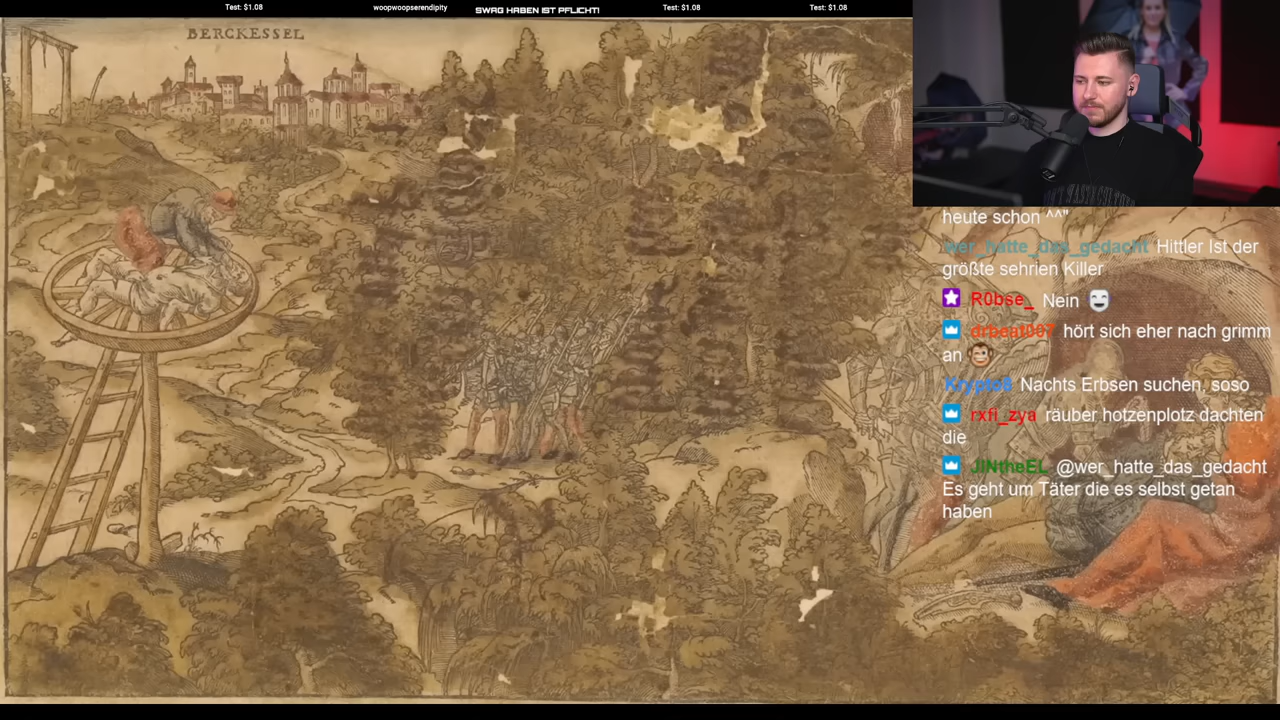 Test: $1.08
woopwoopserendipity
SWAG HABEN IST PFLICHT!
Test: $1.08
Test: $1.08
BERCKESSEL
heute schon ^^"
wer_hatte_das_gedacht Hittler Ist der
größte sehrien Killer
R0bse_ Nein
drbeat007 hört sich eher nach grimm
an
Krypto8 Nachts Erbsen suchen, soso
rxfi_zya räuber hotzenplotz dachten
die
JINtheEL @wer_hatte_das_gedacht
Es geht um Täter die es selbst getan
haben